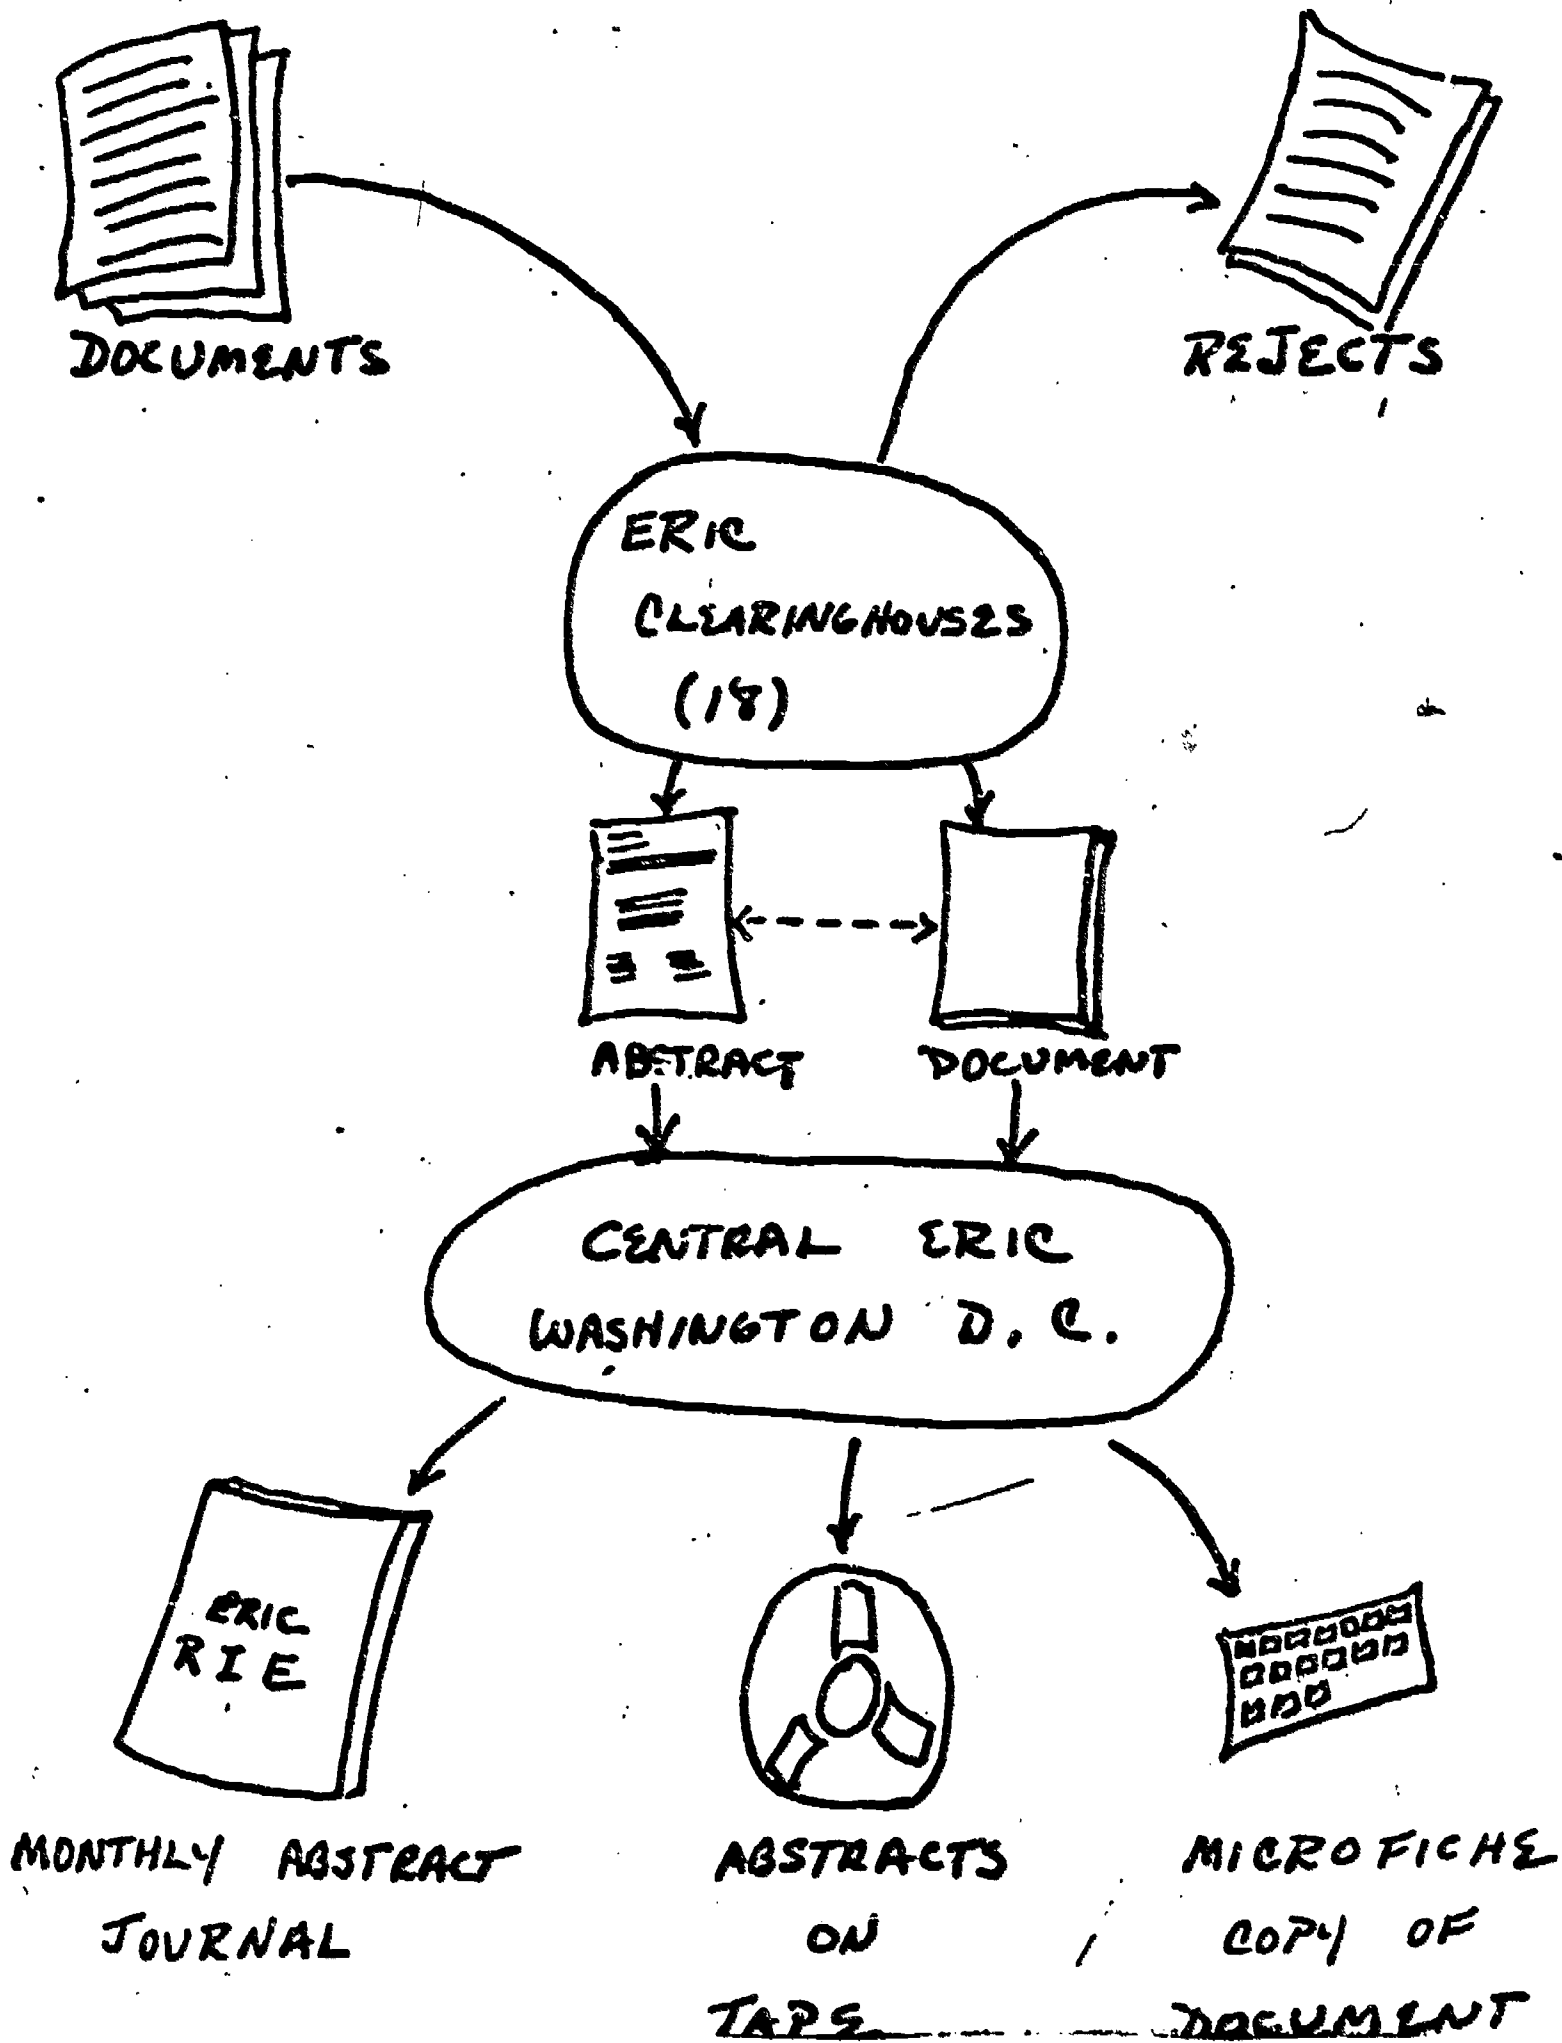 DOCUMENTS
REJECTS
ERIC
CLEARINGHOUSES
(18)
ABSTRACT
DOCUMENT
CENTRAL ERIC
WASHINGTON D.C.
ERIC
RIE
MONTHLY ABSTRACT
JOURNAL
ABSTRACTS
ON
TAPE
MICROFICHE
COPY OF
DOCUMENT